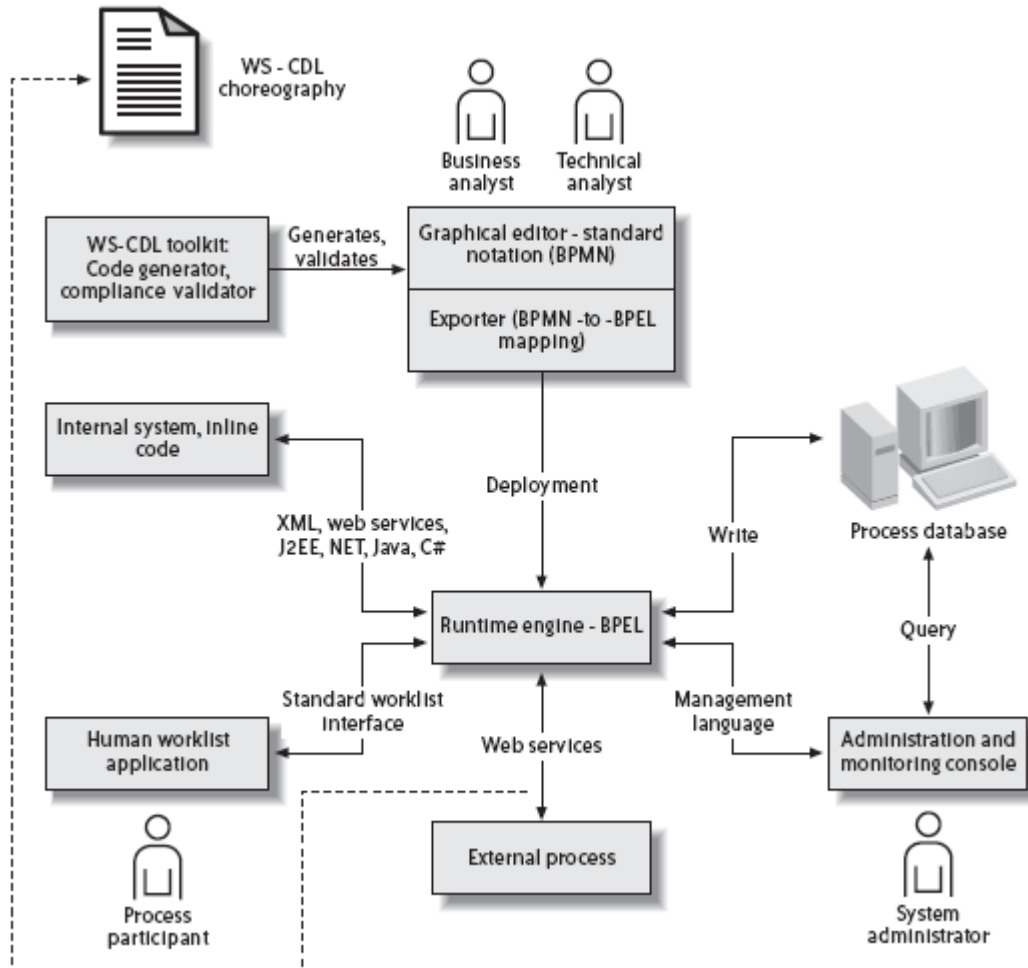 WS - CDL
choreography
Business
analyst
Technical
analyst
WS-CDL toolkit:
Code generator,
compliance validator
Generates,
validates
Graphical editor - standard
notation (BPMN)
Exporter (BPMN -to -BPEL
mapping)
Internal system, inline
code
Deployment
XML, web services,
J2EE, NET, Java, C#
Write
Process database
Runtime engine - BPEL
Query
Standard worklist
interface
Management
language
Human worklist
application
Web services
Administration and
monitoring console
External process
Process
participant
System
administrator